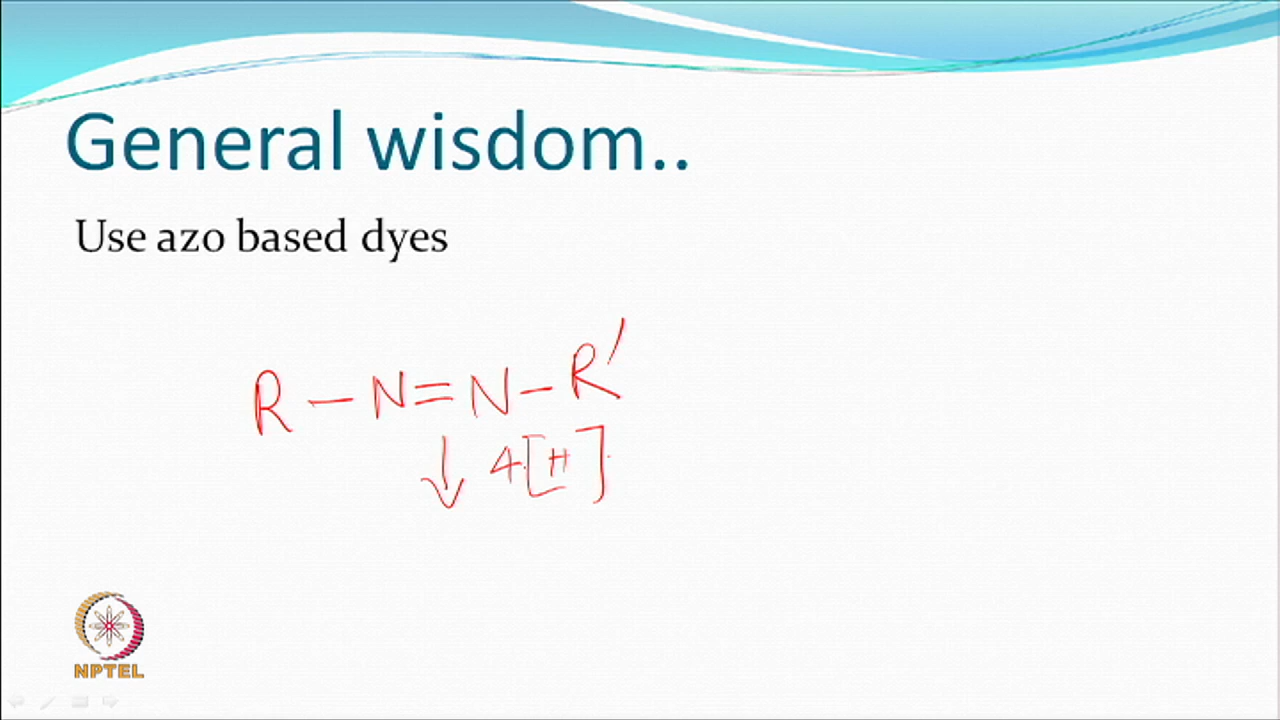 General wisdom..
Use azo based dyes
R – N = N – R'
↓ 4[H]
NPTEL